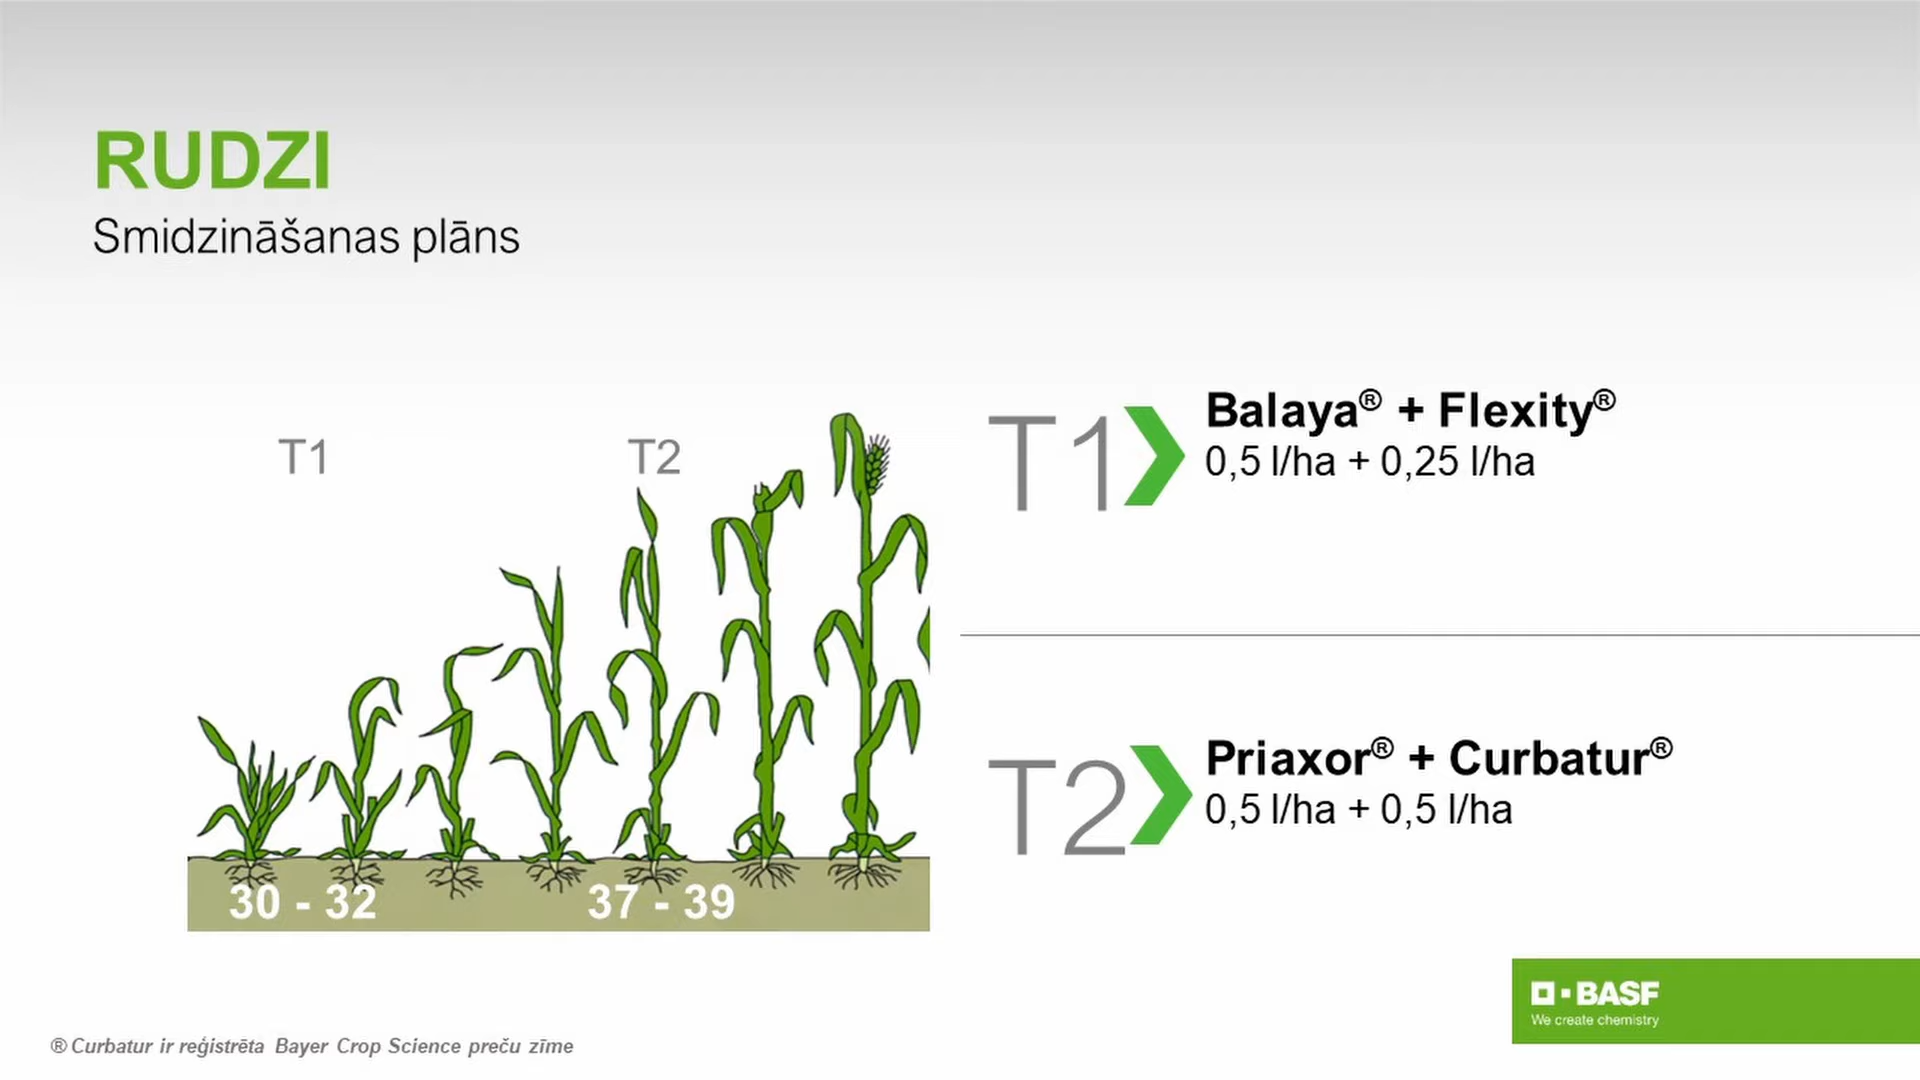 RUDZI
Smidzināšanas plāns
T1
T2
30 - 32
37 - 39
T1
Balaya® + Flexity®
0,5 l/ha + 0,25 l/ha
T2
Priaxor® + Curbatur®
0,5 l/ha + 0,5 l/ha
BASF
We create chemistry
® Curbatur ir reģistrēta Bayer Crop Science preču zīme